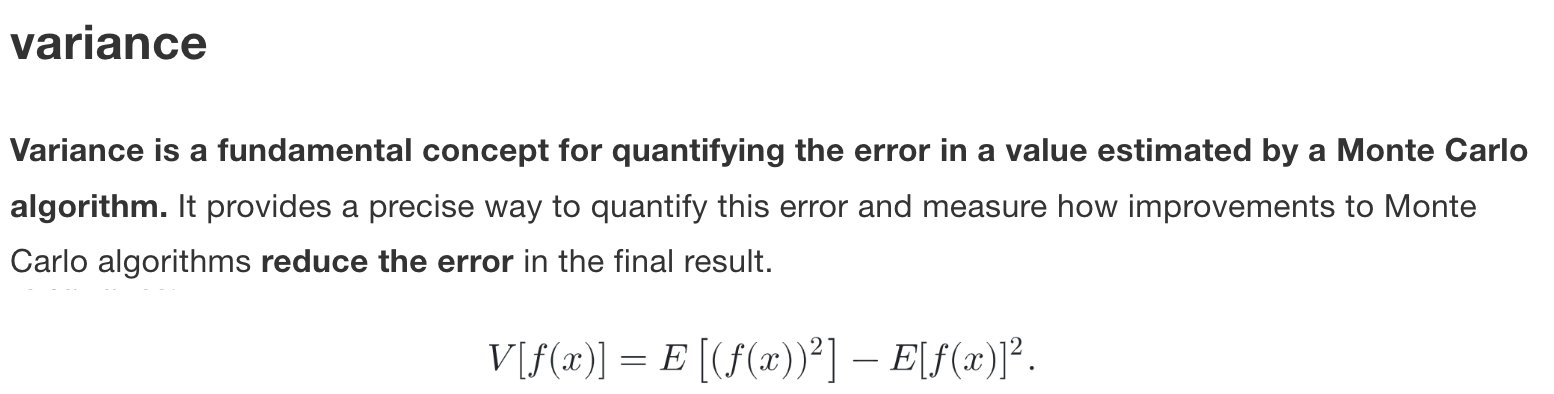 variance
Variance is a fundamental concept for quantifying the error in a value estimated by a Monte Carlo
algorithm. It provides a precise way to quantify this error and measure how improvements to Monte
Carlo algorithms reduce the error in the final result.
V[f(x)] = E [(f(x))²] − E[f(x)]².